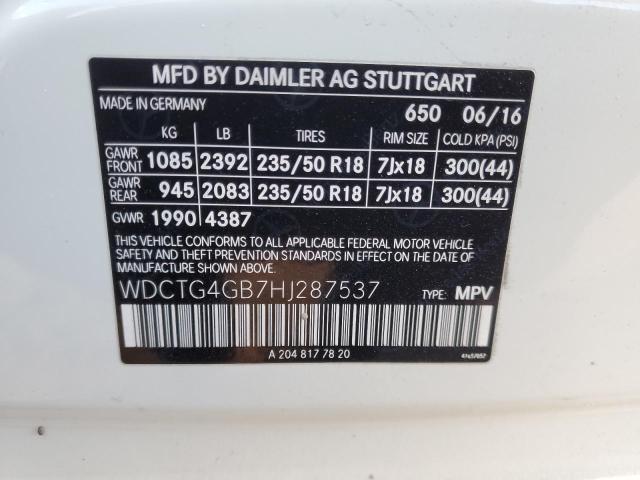 MFD BY DAIMLER AG STUTTGART
MADE IN GERMANY 650 06/16
KG LB TIRES RIM SIZE COLD KPA (PSI)
GAWR FRONT 1085 2392 235/50 R18 7Jx18 300(44)
GAWR REAR 945 2083 235/50 R18 7Jx18 300(44)
GVWR 1990 4387
THIS VEHICLE CONFORMS TO ALL APPLICABLE FEDERAL MOTOR VEHICLE
SAFETY AND THEFT PREVENTION STANDARDS IN EFFECT ON THE DATE
OF MANUFACTURE SHOWN ABOVE.
WDCTG4GB7HJ287537 TYPE: MPV
A 204 817 78 20